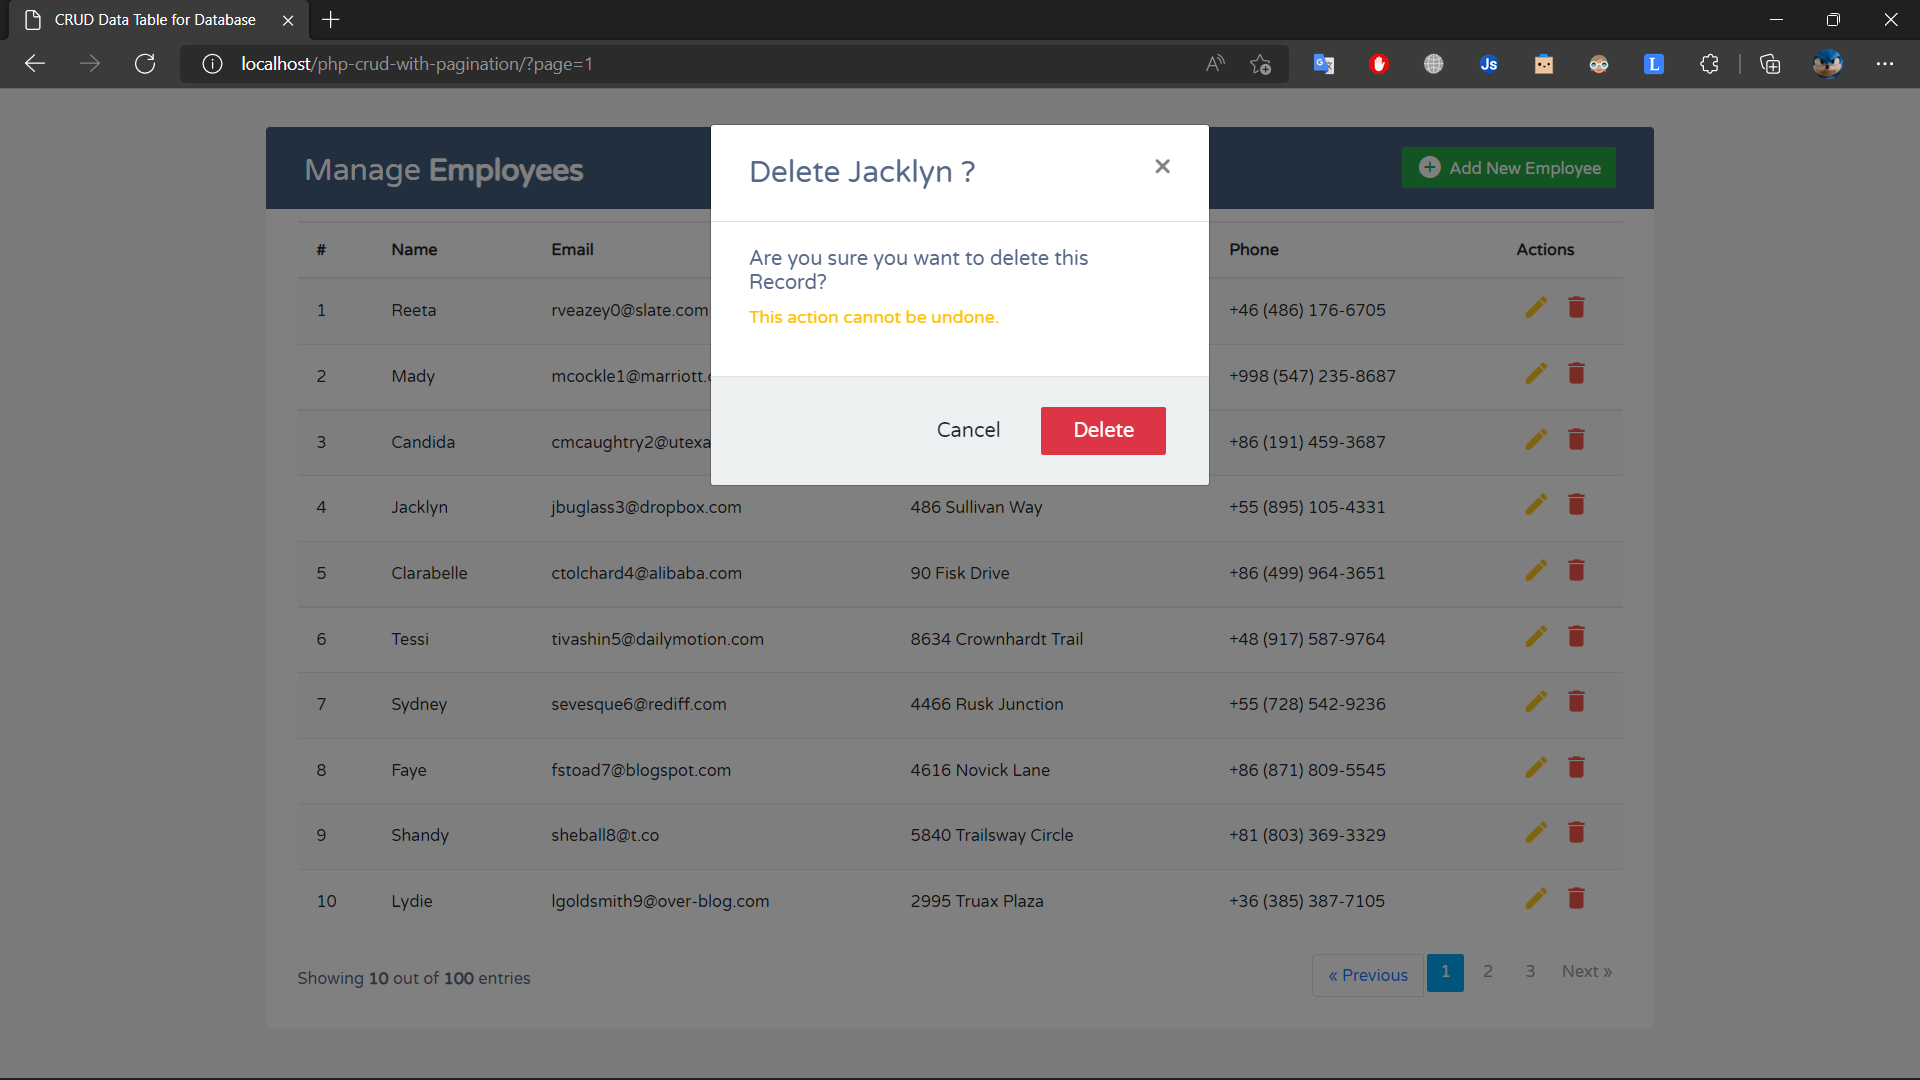 CRUD Data Table for Database
localhost/php-crud-with-pagination/?page=1
Js
L
Manage Employees
Add New Employee
Delete Jacklyn ?
Are you sure you want to delete this
Record?
This action cannot be undone.
Cancel
Delete
# Name Email Phone Actions
1 Reeta rveazey0@slate.com +46 (486) 176-6705
2 Mady mcockle1@marriott. +998 (547) 235-8687
3 Candida cmcaughtry2@utexa +86 (191) 459-3687
4 Jacklyn jbuglass3@dropbox.com 486 Sullivan Way +55 (895) 105-4331
5 Clarabelle ctolchard4@alibaba.com 90 Fisk Drive +86 (499) 964-3651
6 Tessi tivashin5@dailymotion.com 8634 Crownhardt Trail +48 (917) 587-9764
7 Sydney sevesque6@rediff.com 4466 Rusk Junction +55 (728) 542-9236
8 Faye fstoad7@blogspot.com 4616 Novick Lane +86 (871) 809-5545
9 Shandy sheball8@t.co 5840 Trailsway Circle +81 (803) 369-3329
10 Lydie lgoldsmith9@over-blog.com 2995 Truax Plaza +36 (385) 387-7105
Showing 10 out of 100 entries
« Previous 1 2 3 Next »